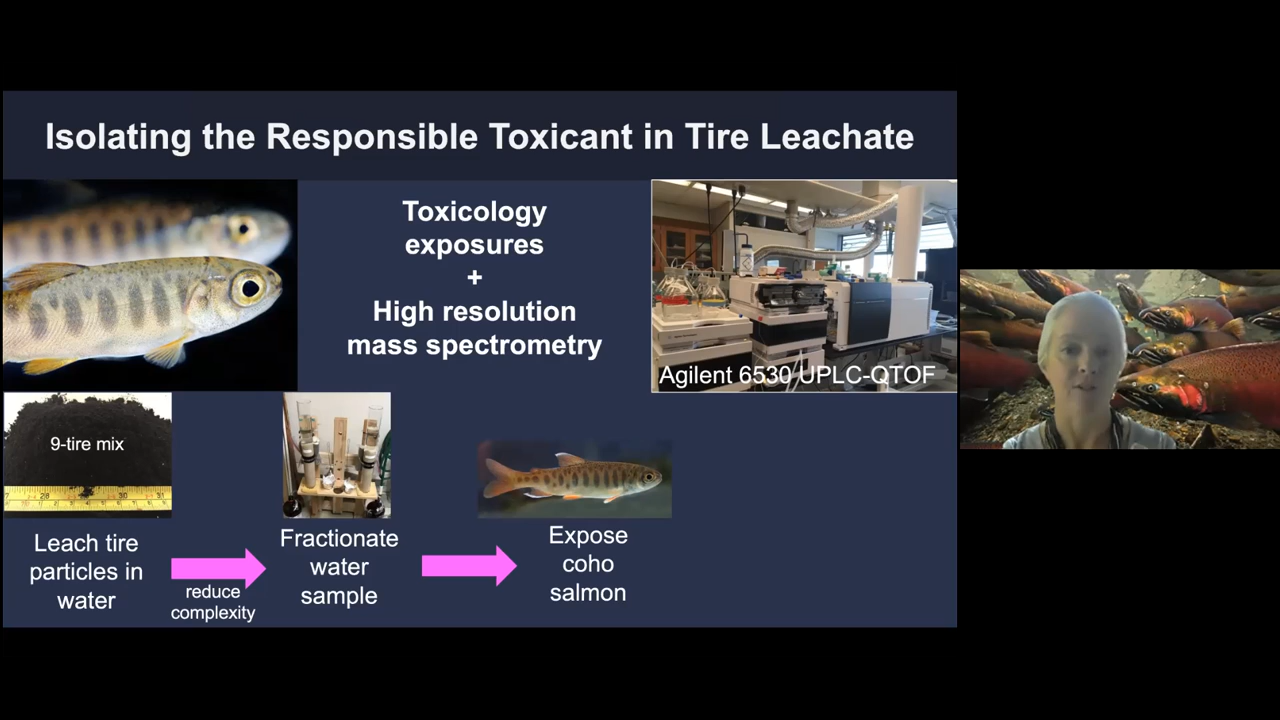 Isolating the Responsible Toxicant in Tire Leachate
Toxicology
exposures
+
High resolution
mass spectrometry
Agilent 6530 UPLC-QTOF
9-tire mix
Leach tire
particles in
water
reduce
complexity
Fractionate
water
sample
Expose
coho
salmon